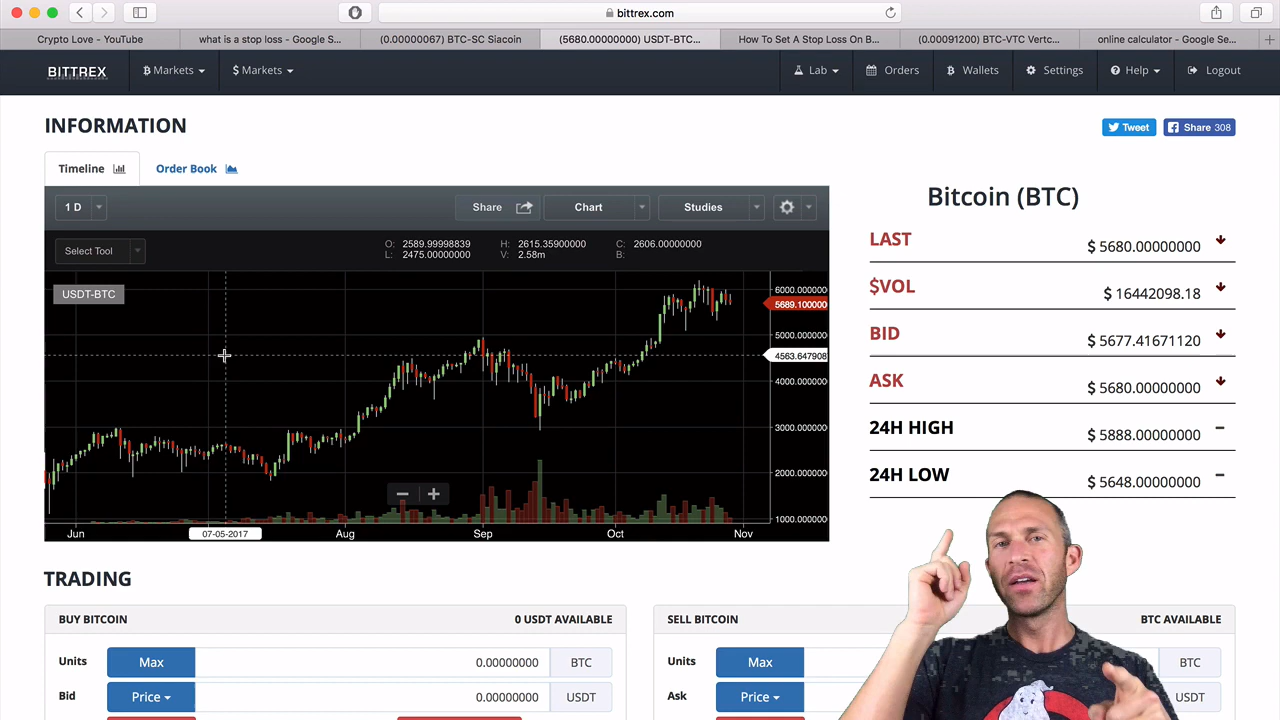 bittrex.com
Crypto Love - YouTube
what is a stop loss - Google S...
(0.00000067) BTC-SC Siacoin
(5680.00000000) USDT-BTC...
How To Set A Stop Loss On B...
(0.00091200) BTC-VTC Vertc...
online calculator - Google Se...
BITTREX
Markets
$ Markets
Lab
Orders
Wallets
Settings
Help
Logout
INFORMATION
Tweet
Share 308
Timeline
Order Book
1 D
Share
Chart
Studies
Select Tool
O: 2589.99998839
H: 2615.35900000
C: 2606.00000000
L: 2475.00000000
V: 2.58m
B:
USDT-BTC
6000.000000
5689.100000
5000.000000
4563.647908
4000.000000
3000.000000
2000.000000
1000.000000
Jun
07-05-2017
Aug
Sep
Oct
Nov
Bitcoin (BTC)
LAST
$ 5680.00000000
$VOL
$ 16442098.18
BID
$ 5677.41671120
ASK
$ 5680.00000000
24H HIGH
$ 5888.00000000
24H LOW
$ 5648.00000000
TRADING
BUY BITCOIN
0 USDT AVAILABLE
Units
Max
0.00000000
BTC
Bid
Price
0.00000000
USDT
SELL BITCOIN
BTC AVAILABLE
Units
Max
BTC
Ask
Price
USDT